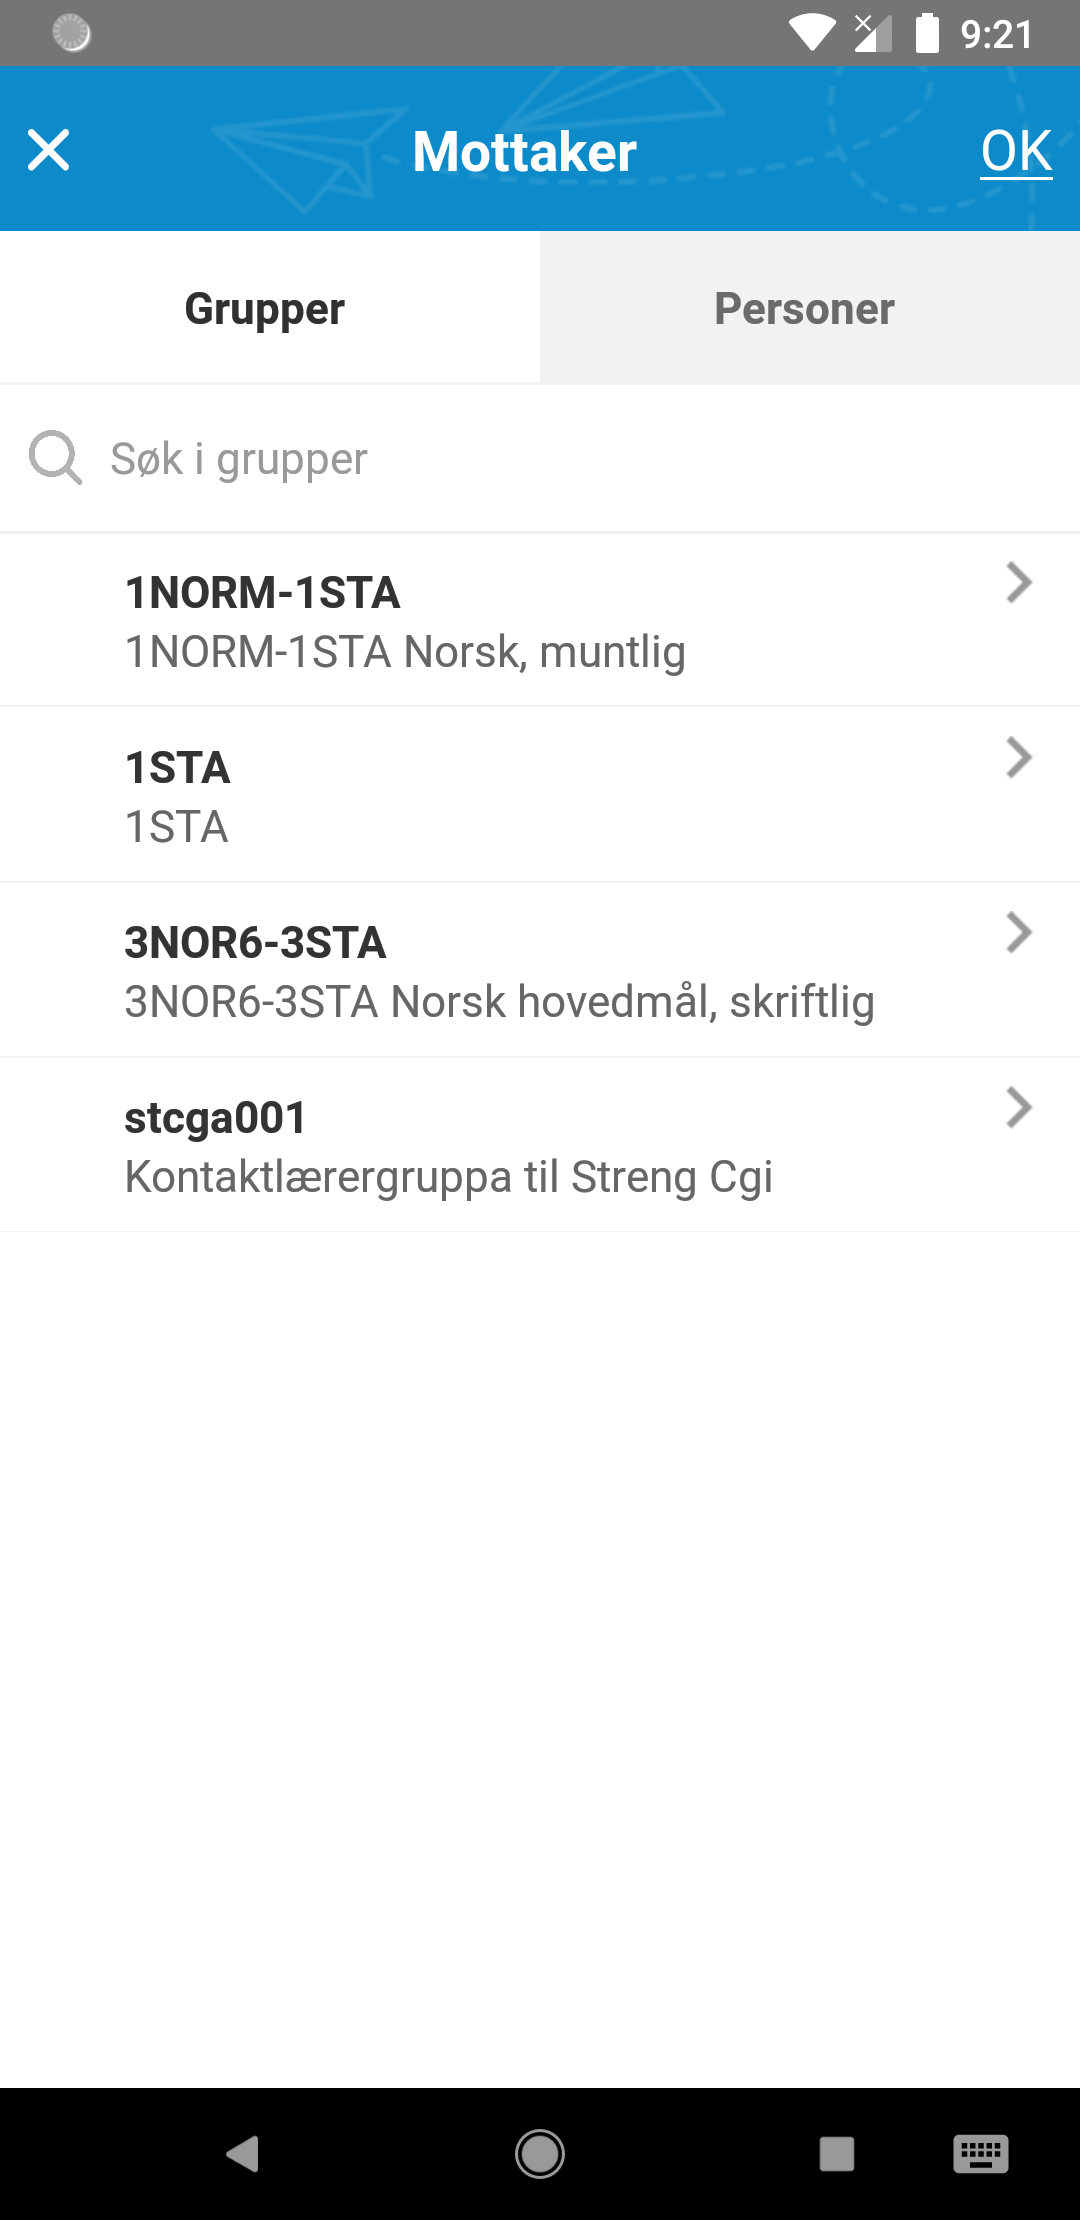 9:21
Mottaker
OK
Grupper
Personer
Søk i grupper
1NORM-1STA
1NORM-1STA Norsk, muntlig
1STA
1STA
3NOR6-3STA
3NOR6-3STA Norsk hovedmål, skriftlig
stcga001
Kontaktlærergruppa til Streng Cgi